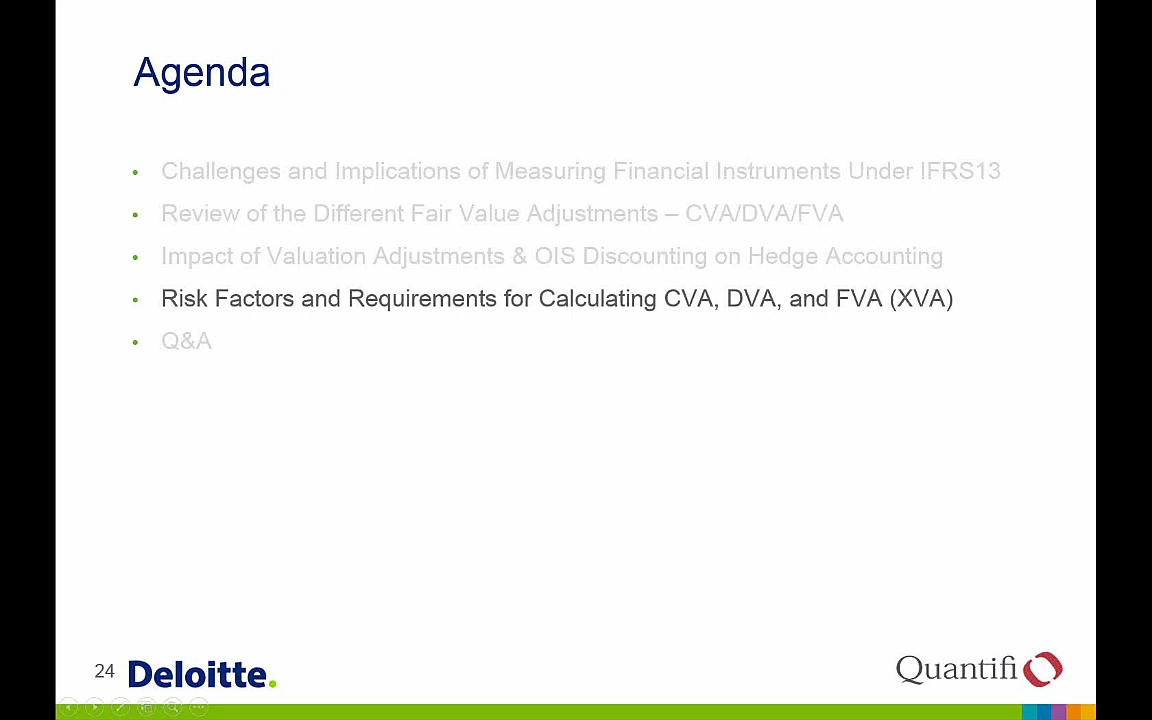 Agenda
• Challenges and Implications of Measuring Financial Instruments Under IFRS13
• Review of the Different Fair Value Adjustments – CVA/DVA/FVA
• Impact of Valuation Adjustments & OIS Discounting on Hedge Accounting
• Risk Factors and Requirements for Calculating CVA, DVA, and FVA (XVA)
• Q&A
24 Deloitte. Quantifi